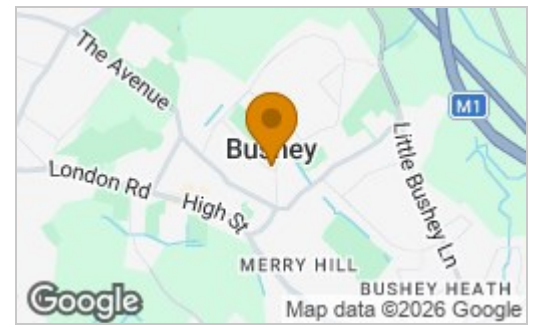 The Avenue
M1
Bushey
Little Bushey Ln
London Rd
High St
MERRY HILL
BUSHEY HEATH
Google
Map data ©2026 Google